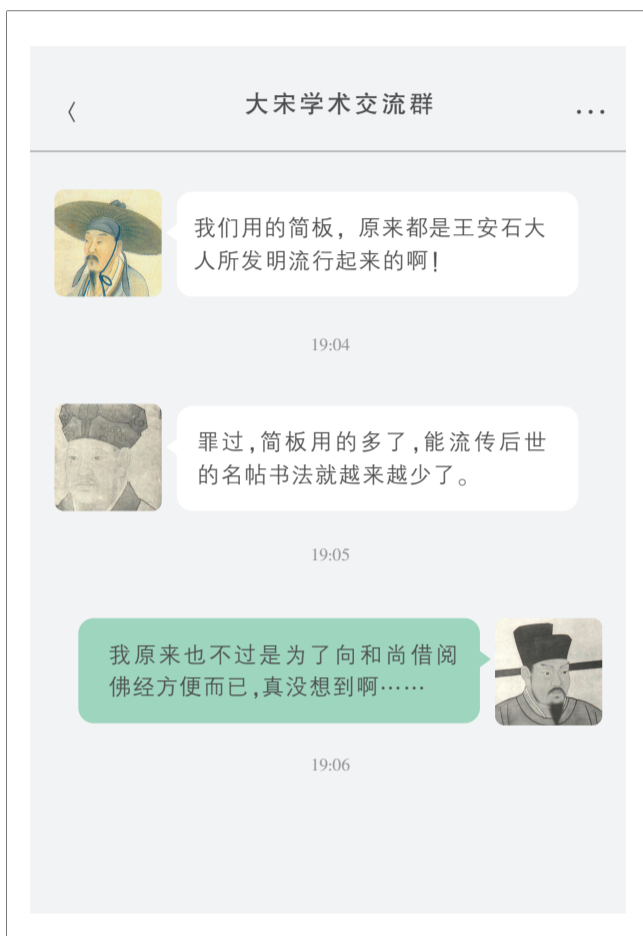 大宋学术交流群
我们用的简板，原来都是王安石大
人所发明流行起来的啊！
19:04
罪过,简板用的多了,能流传后世
的名帖书法就越来越少了。
19:05
我原来也不过是为了向和尚借阅
佛经方便而已,真没想到啊……
19:06